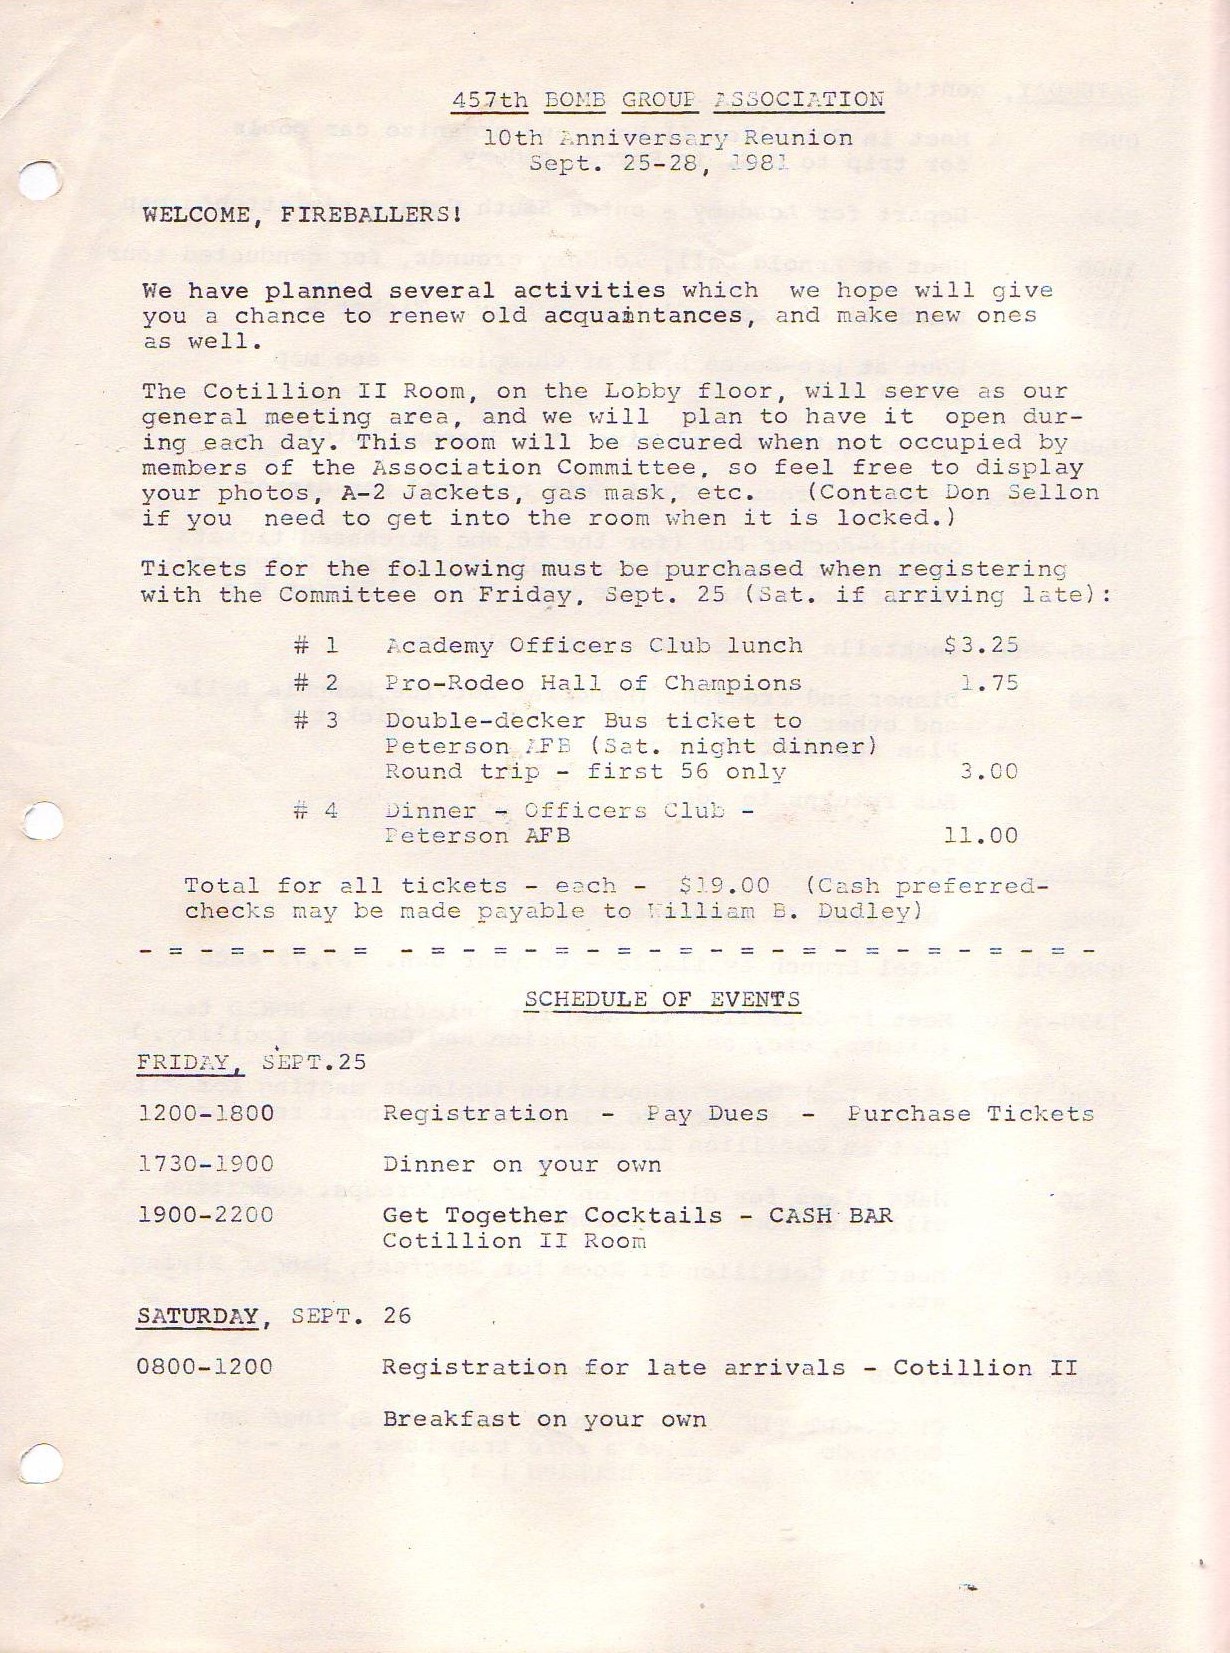 457th BOMB GROUP ASSOCIATION
10th Anniversary Reunion
Sept. 25-28, 1981
WELCOME, FIREBALLERS!
We have planned several activities which we hope will give
you a chance to renew old acquaintances, and make new ones
as well.
The Cotillion II Room, on the Lobby floor, will serve as our
general meeting area, and we will plan to have it open dur-
ing each day. This room will be secured when not occupied by
members of the Association Committee, so feel free to display
your photos, A-2 Jackets, gas mask, etc. (Contact Don Sellon
if you need to get into the room when it is locked.)
Tickets for the following must be purchased when registering
with the Committee on Friday, Sept. 25 (Sat. if arriving late):
# 1 Academy Officers Club lunch $3.25
# 2 Pro-Rodeo Hall of Champions 1.75
# 3 Double-decker Bus ticket to
Peterson AFB (Sat. night dinner)
Round trip - first 56 only 3.00
# 4 Dinner - Officers Club -
Peterson AFB 11.00
Total for all tickets - each - $19.00 (Cash preferred-
checks may be made payable to William B. Dudley)
- = - = - = - = - = - = - = - = - = - = - = - = - = - = - = -
SCHEDULE OF EVENTS
FRIDAY, SEPT.25
1200-1800 Registration - Pay Dues - Purchase Tickets
1730-1900 Dinner on your own
1900-2200 Get Together Cocktails - CASH BAR
Cotillion II Room
SATURDAY, SEPT. 26
0800-1200 Registration for late arrivals - Cotillion II
Breakfast on your own